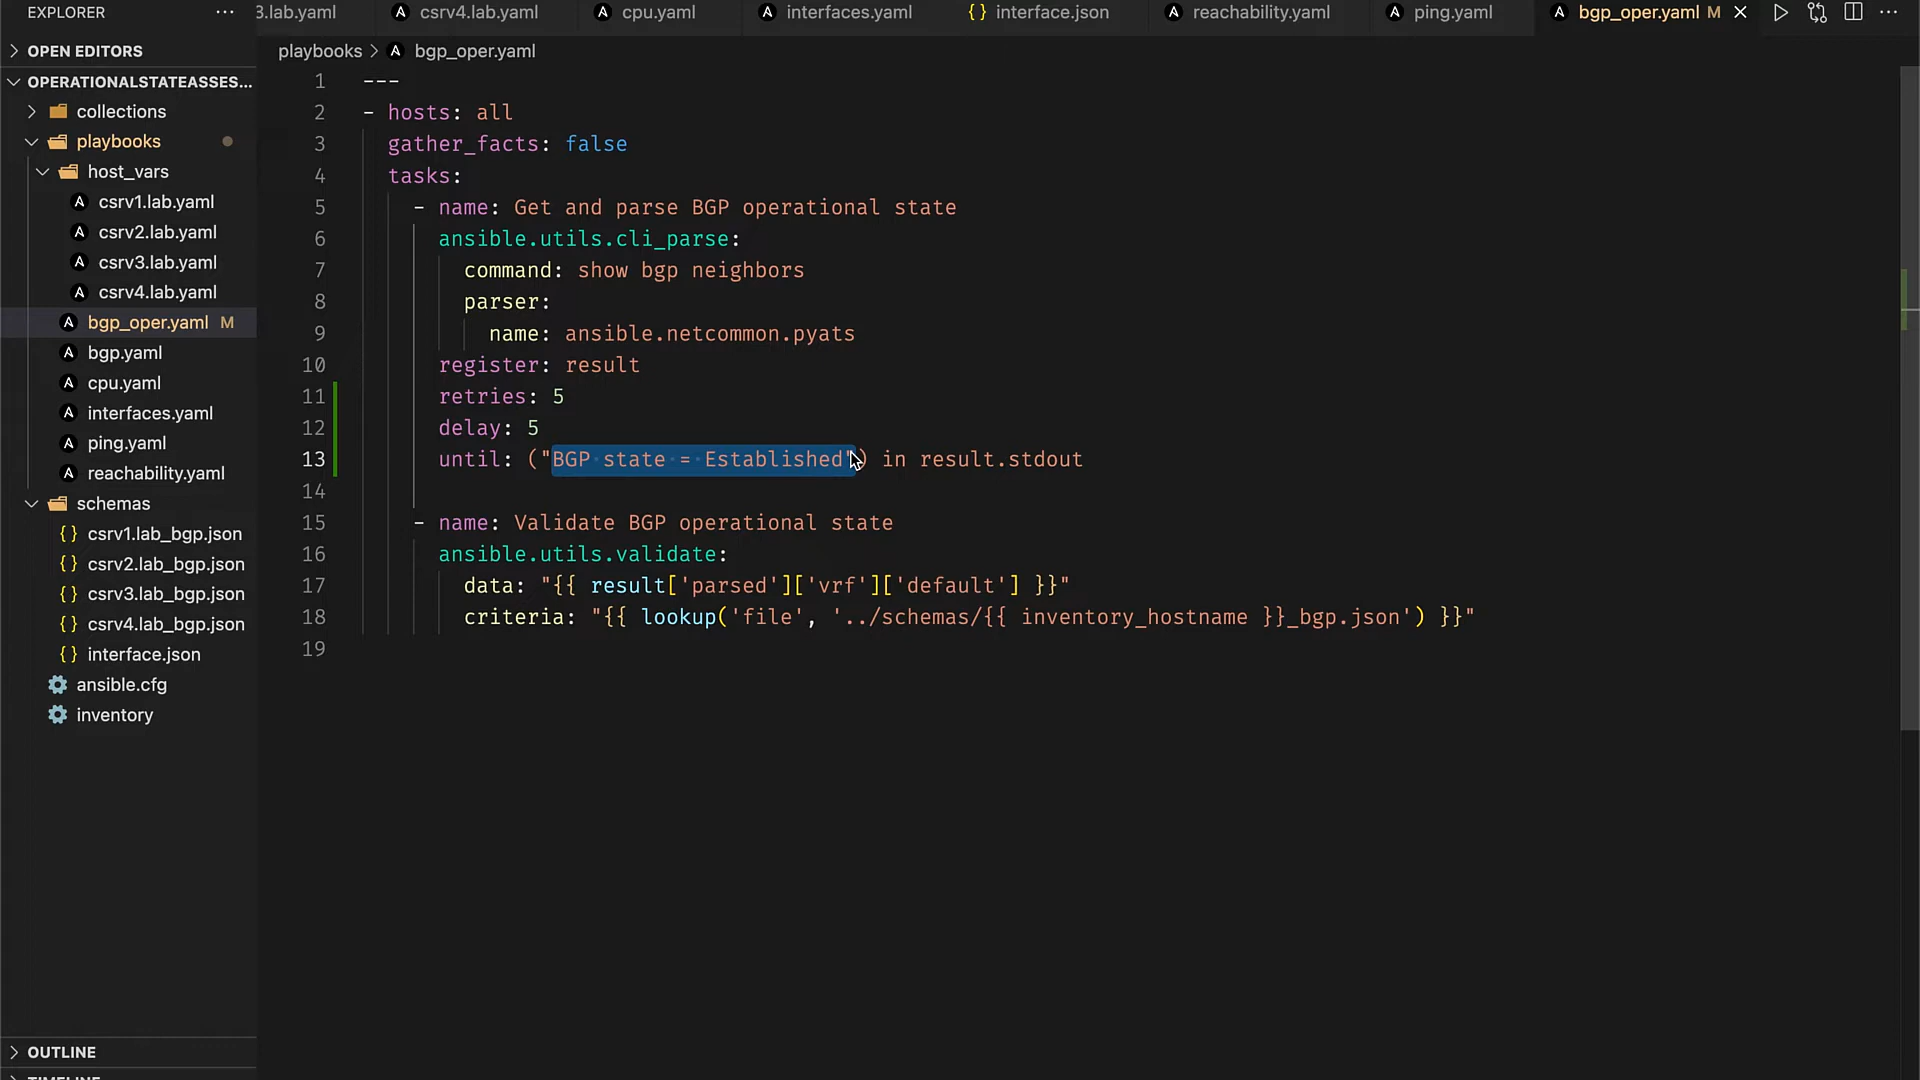 EXPLORER
···
OPEN EDITORS
OPERATIONALSTATEASSES...
collections
playbooks
host_vars
csrv1.lab.yaml
csrv2.lab.yaml
csrv3.lab.yaml
csrv4.lab.yaml
bgp_oper.yaml M
bgp.yaml
cpu.yaml
interfaces.yaml
ping.yaml
reachability.yaml
schemas
{} csrv1.lab_bgp.json
{} csrv2.lab_bgp.json
{} csrv3.lab_bgp.json
{} csrv4.lab_bgp.json
{} interface.json
ansible.cfg
inventory
OUTLINE
TIMELINE
3.lab.yaml
csrv4.lab.yaml
cpu.yaml
interfaces.yaml
{} interface.json
reachability.yaml
ping.yaml
bgp_oper.yaml M
playbooks > bgp_oper.yaml
1 ---
2 - hosts: all
3 gather_facts: false
4 tasks:
5 - name: Get and parse BGP operational state
6 ansible.utils.cli_parse:
7 command: show bgp neighbors
8 parser:
9 name: ansible.netcommon.pyats
10 register: result
11 retries: 5
12 delay: 5
13 until: ("BGP state = Established") in result.stdout
14
15 - name: Validate BGP operational state
16 ansible.utils.validate:
17 data: "{{ result['parsed']['vrf']['default'] }}"
18 criteria: "{{ lookup('file', '../schemas/{{ inventory_hostname }}_bgp.json') }}"
19